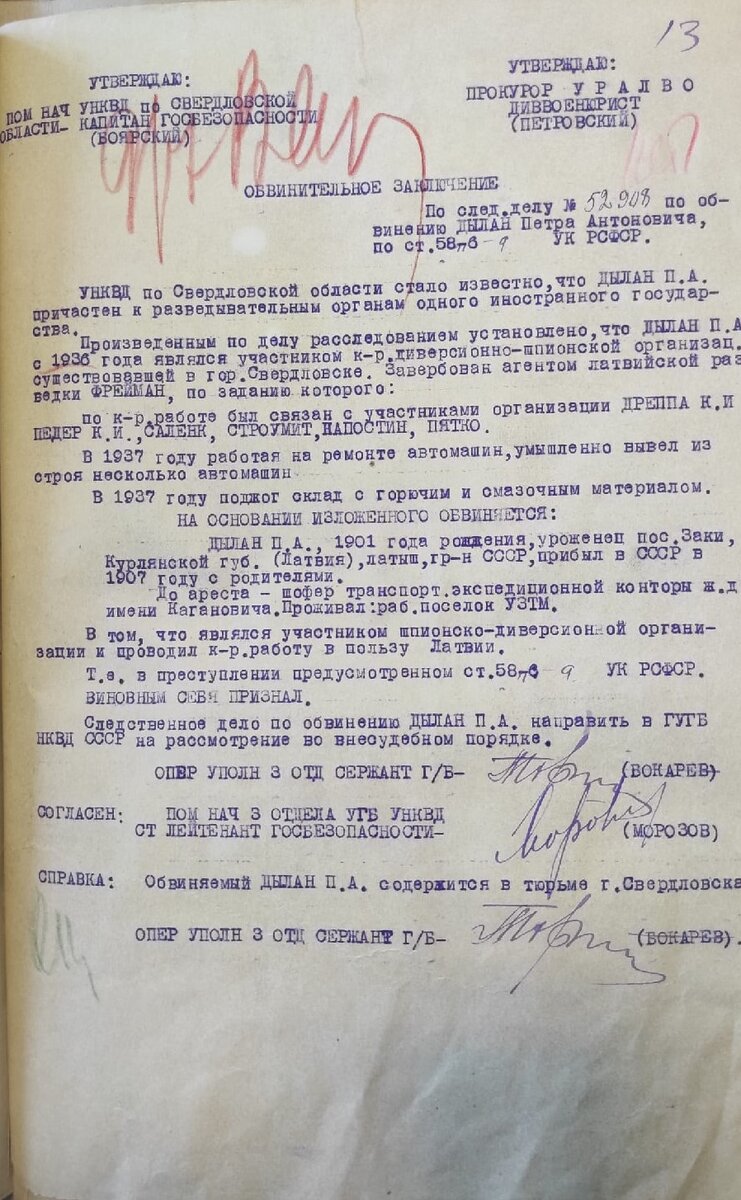 13
УТВЕРЖДАЮ:
ПОМ НАЧ УНКВД по СВЕРДЛОВСКОЙ
ОБЛАСТИ- КАПИТАН ГОСБЕЗОПАСНОСТИ
(БОЯРСКИЙ)
УТВЕРЖДАЮ:
ПРОКУРОР У Р А Л В О
ДИВВОЕНЮРИСТ
(ПЕТРОВСКИЙ)
ОБВИНИТЕЛЬНОЕ ЗАКЛЮЧЕНИЕ
По след.делу № 52908 по об-
винению ДЫЛАН Петра Антоновича,
по ст.58п6-9 УК РСФСР.
УНКВД по Свердловской области стало известно,что ДЫЛАН П.А.
причастен к разведывательным органам одного иностранного государ-
ства.
Произведенным по делу расследованием установлено,что ДЫЛАН П.А
с 1936 года являлся участником к-р.диверсионно-шпионской организац.
существовавшей в гор.Свердловске. Завербован агентом латвийской раз
ведки ФРЕЙМАН, по заданию которого:
по к-р.работе был связан с участниками организации ДРЕППА К.И
ПЕДЕР К.И.,САЛЕНК, СТРОУМИТ,НАПОСТИН, ПЯТКО.
В 1937 году работая на ремонте автомашин,умышленно вывел из
строя несколько автомашин
В 1937 году поджог склад с горючим и смазочным материалом.
НА ОСНОВАНИИ ИЗЛОЖЕННОГО ОБВИНЯЕТСЯ:
ДЫЛАН П.А., 1901 года рождения,уроженец пос.Заки,
Курлянской губ. (Латвия),латыш,гр-н СССР,прибыл в СССР в
1907 году с родителями.
До ареста - шофер транспорт.экспедиционной конторы ж.д
имени Кагановича.Проживал:раб.поселок УЗТМ.
В том, что являлся участником шпионско-диверсионной органи-
зации и проводил к-р.работу в пользу Латвии.
Т.е. в преступлении предусмотренном ст.58п6-9 УК РСФСР.
ВИНОВНЫМ СЕБЯ ПРИЗНАЛ.
Следственное дело по обвинению ДЫЛАН П.А. направить в ГУГБ
НКВД СССР на рассмотрение во внесудебном порядке.
ОПЕР УПОЛН 3 ОТД СЕРЖАНТ Г/Б- (БОКАРЕВ)
СОГЛАСЕН: ПОМ НАЧ 3 ОТДЕЛА УГБ УНКВД
СТ ЛЕЙТЕНАНТ ГОСБЕЗОПАСНОСТИ- Морозов (МОРОЗОВ)
СПРАВКА: Обвиняемый ДЫЛАН П.А. содержится в тюрьме г.Свердловска
ОПЕР УПОЛН 3 ОТД СЕРЖАНТ Г/Б- (БОКАРЕВ).